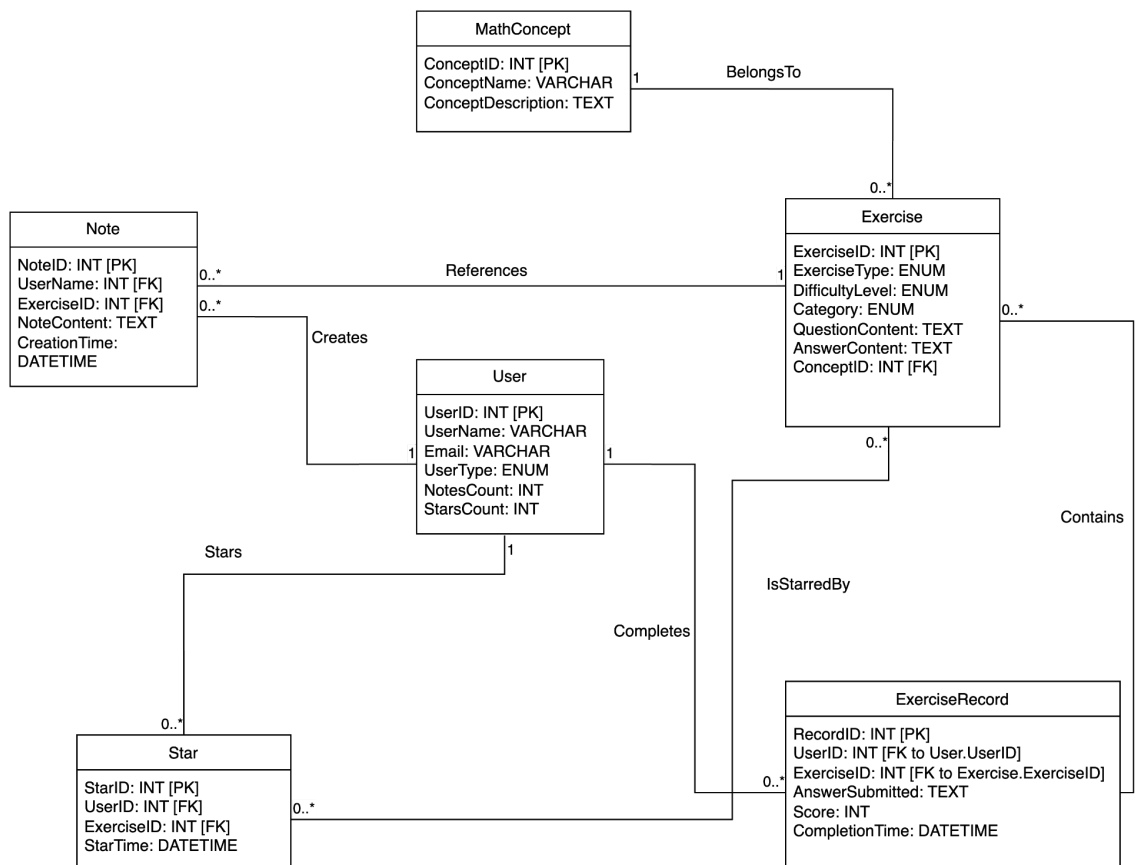 MathConcept
ConceptID: INT [PK]
ConceptName: VARCHAR
ConceptDescription: TEXT
1
BelongsTo
0..*
Note
NoteID: INT [PK]
UserName: INT [FK]
ExerciseID: INT [FK]
NoteContent: TEXT
CreationTime:
DATETIME
0..*
References
1
0..*
Creates
Exercise
ExerciseID: INT [PK]
ExerciseType: ENUM
DifficultyLevel: ENUM
Category: ENUM
QuestionContent: TEXT
AnswerContent: TEXT
ConceptID: INT [FK]
0..*
0..*
User
UserID: INT [PK]
UserName: VARCHAR
Email: VARCHAR
UserType: ENUM
NotesCount: INT
StarsCount: INT
1
1
1
Contains
Stars
IsStarredBy
Completes
0..*
Star
StarID: INT [PK]
UserID: INT [FK]
ExerciseID: INT [FK]
StarTime: DATETIME
0..*
0..*
ExerciseRecord
RecordID: INT [PK]
UserID: INT [FK to User.UserID]
ExerciseID: INT [FK to Exercise.ExerciseID]
AnswerSubmitted: TEXT
Score: INT
CompletionTime: DATETIME